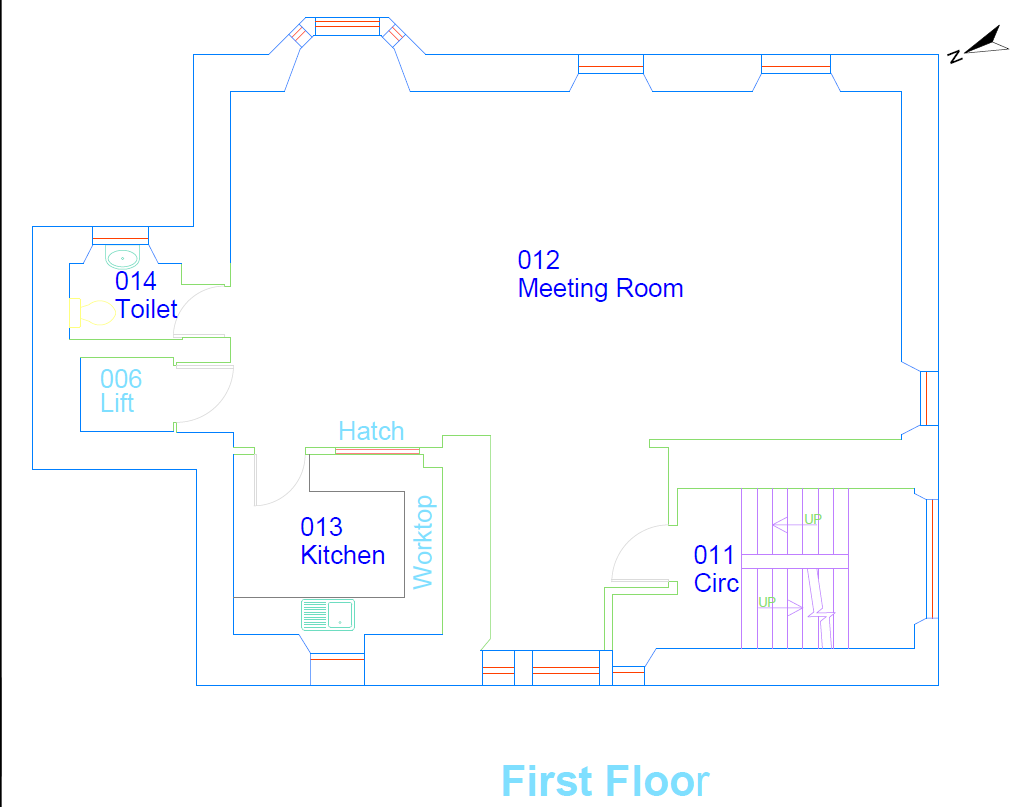 N
012
Meeting Room
014
Toilet
006
Lift
Hatch
013
Kitchen
Worktop
UP
011
Circ
UP
First Floor